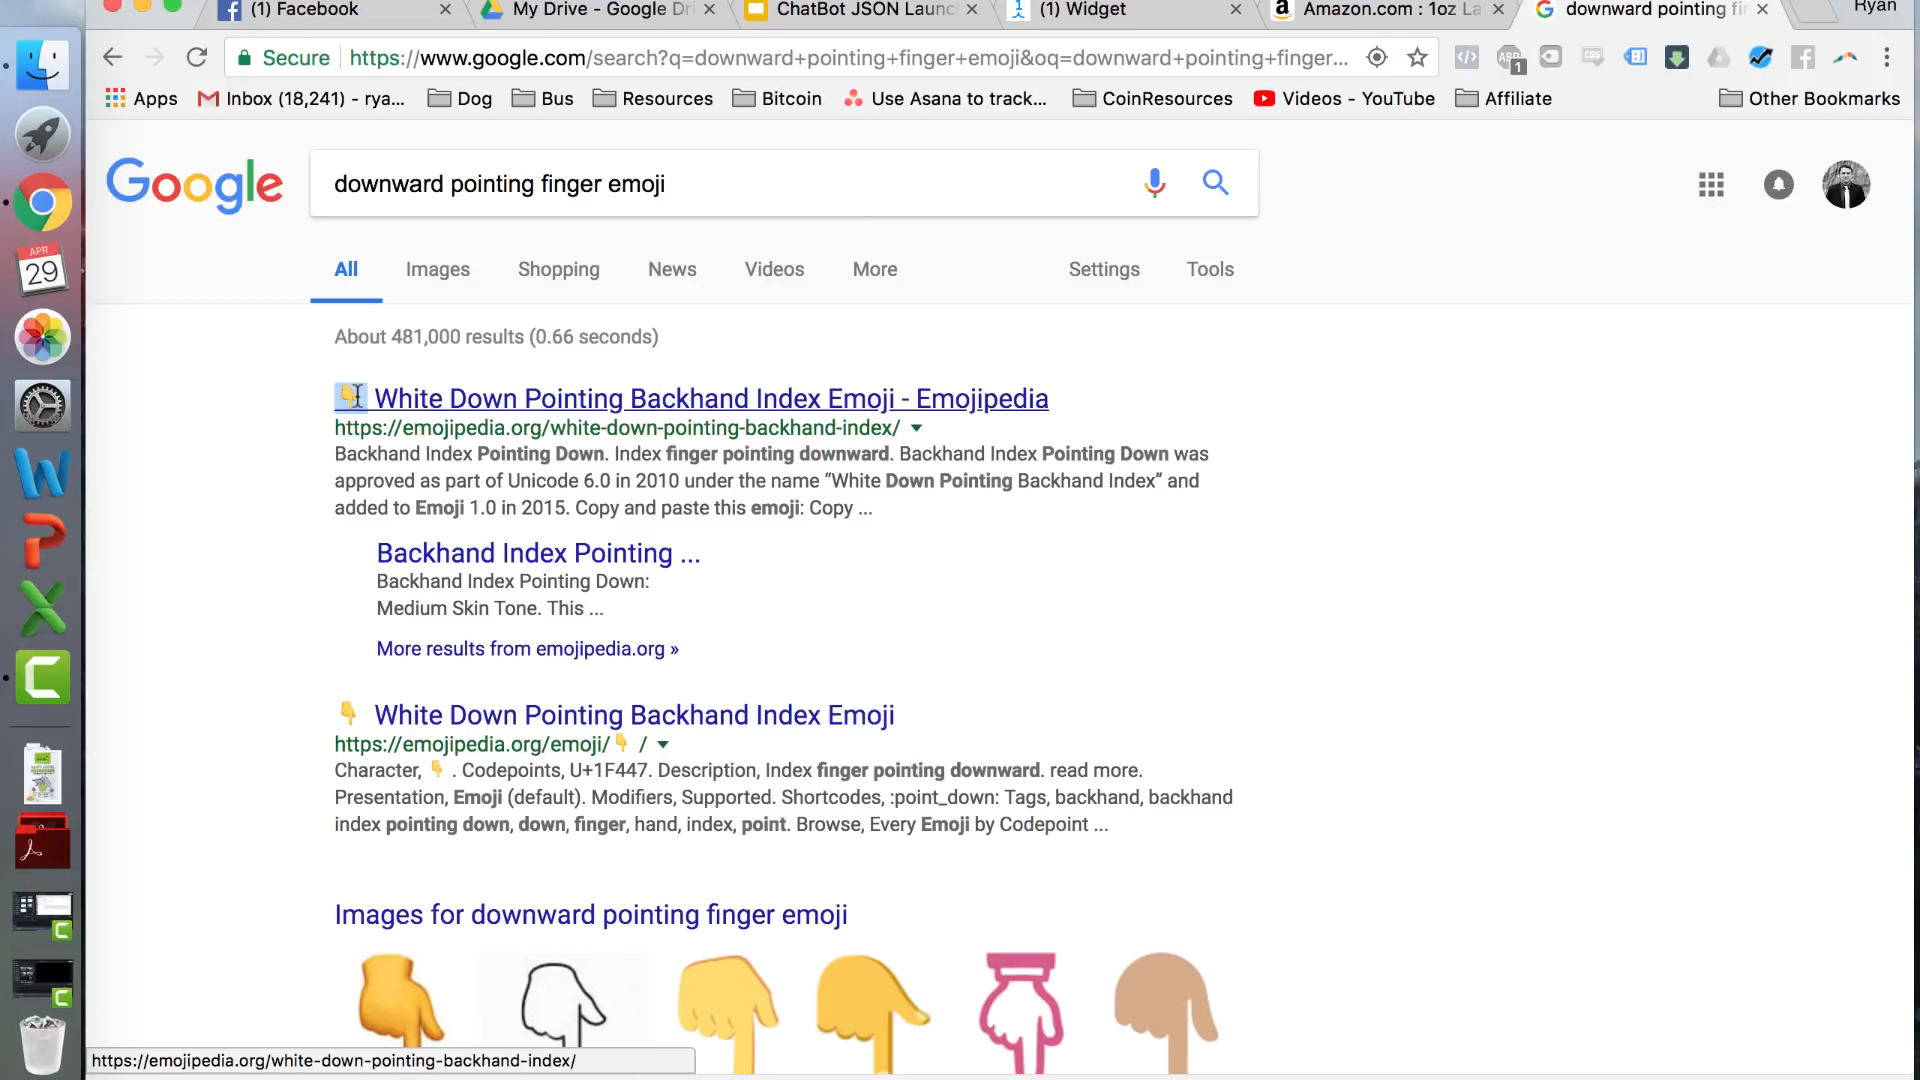 (1) Facebook
My Drive - Google Dri
ChatBot JSON Launc
(1) Widget
Amazon.com : 1oz La
downward pointing fi
Ryan
Secure
https://www.google.com/search?q=downward+pointing+finger+emoji&oq=downward+pointing+finger...
ABP
1
CSS
Apps
Inbox (18,241) - rya...
Dog
Bus
Resources
Bitcoin
Use Asana to track...
CoinResources
Videos - YouTube
Affiliate
Other Bookmarks
APR
29
Google
downward pointing finger emoji
All
Images
Shopping
News
Videos
More
Settings
Tools
About 481,000 results (0.66 seconds)
👇 White Down Pointing Backhand Index Emoji - Emojipedia
https://emojipedia.org/white-down-pointing-backhand-index/
Backhand Index Pointing Down. Index finger pointing downward. Backhand Index Pointing Down was
approved as part of Unicode 6.0 in 2010 under the name “White Down Pointing Backhand Index” and
added to Emoji 1.0 in 2015. Copy and paste this emoji: Copy ...
Backhand Index Pointing ...
Backhand Index Pointing Down:
Medium Skin Tone. This ...
More results from emojipedia.org »
👇 White Down Pointing Backhand Index Emoji
https://emojipedia.org/emoji/👇 /
Character, 👇 . Codepoints, U+1F447. Description, Index finger pointing downward. read more.
Presentation, Emoji (default). Modifiers, Supported. Shortcodes, :point_down: Tags, backhand, backhand
index pointing down, down, finger, hand, index, point. Browse, Every Emoji by Codepoint ...
Images for downward pointing finger emoji
https://emojipedia.org/white-down-pointing-backhand-index/